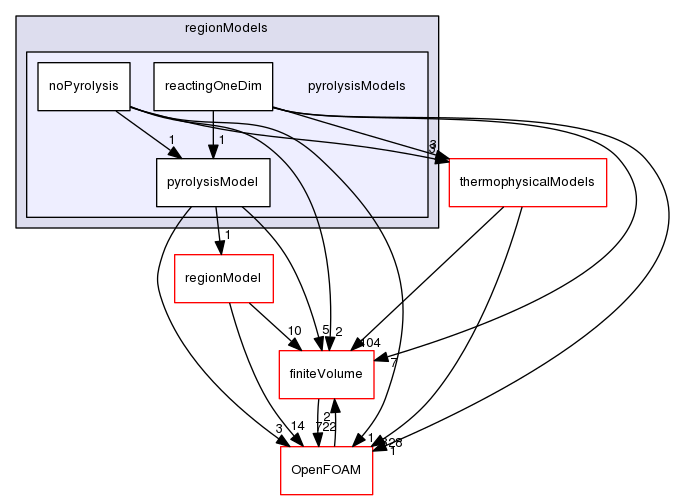 regionModels
noPyrolysis
reactingOneDim
pyrolysisModels
1
1
3
pyrolysisModel
thermophysicalModels
1
regionModel
10
5
2
7
finiteVolume
2
722
3
14
1
1
OpenFOAM